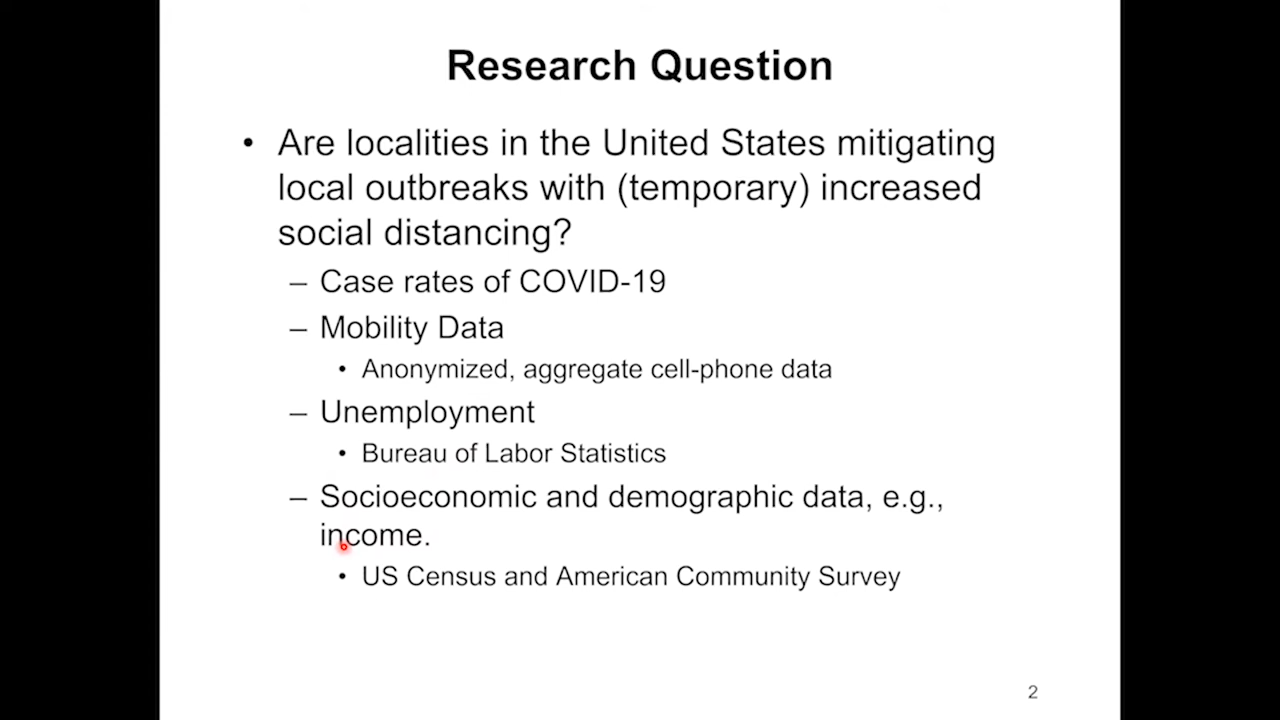 Research Question
• Are localities in the United States mitigating
local outbreaks with (temporary) increased
social distancing?
– Case rates of COVID-19
– Mobility Data
• Anonymized, aggregate cell-phone data
– Unemployment
• Bureau of Labor Statistics
– Socioeconomic and demographic data, e.g.,
income.
• US Census and American Community Survey
2